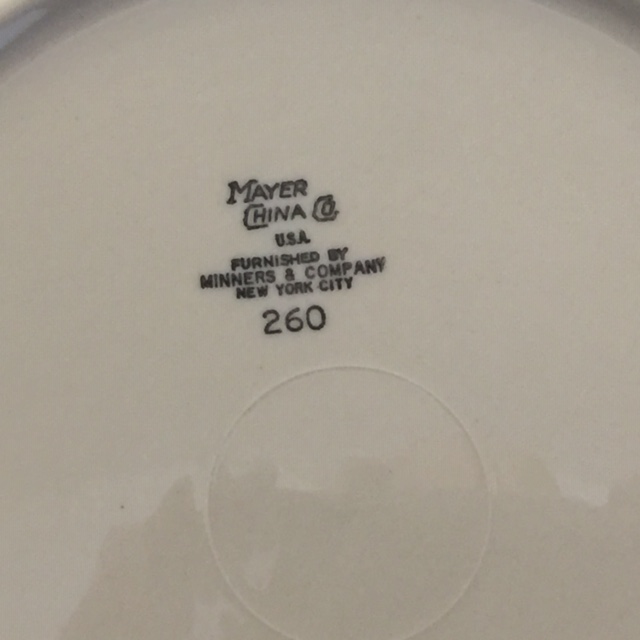 MAYER
CHINA CO.
U.S.A.
FURNISHED BY
MINNERS & COMPANY
NEW YORK CITY
260